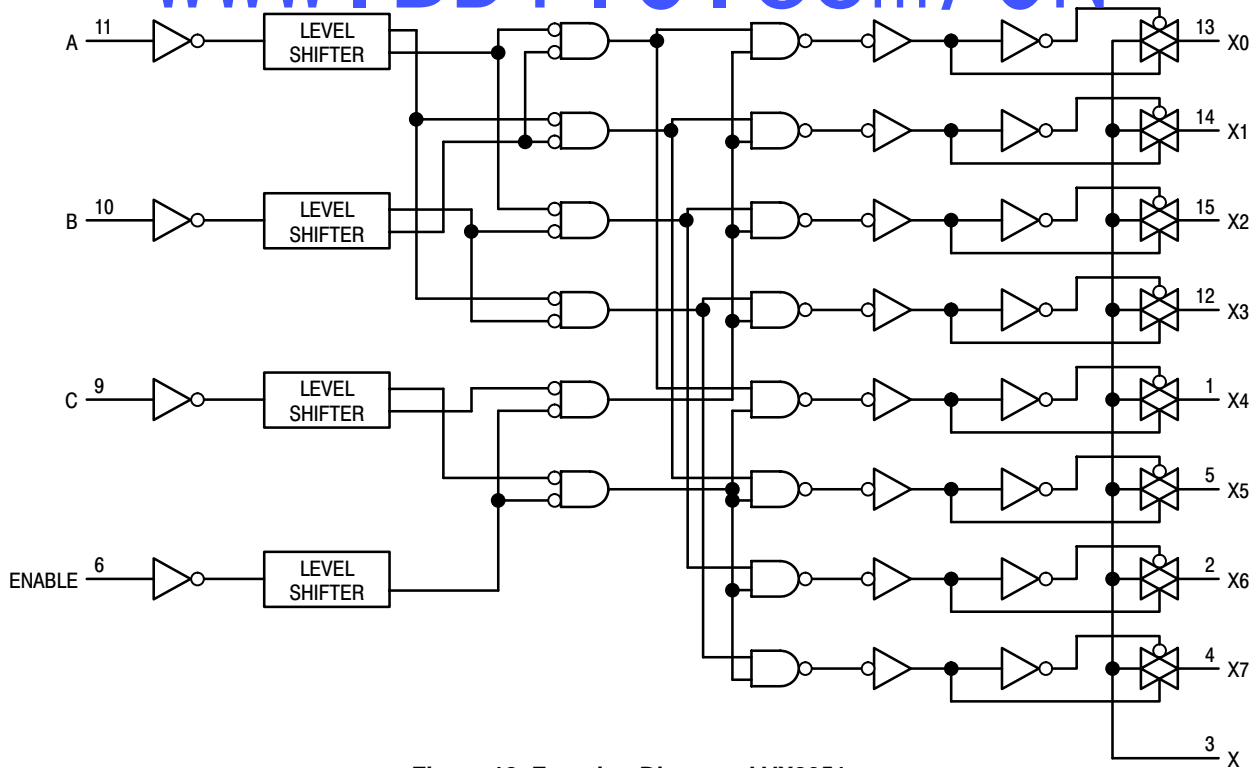 A 11 LEVEL SHIFTER 13 X0
14 X1
B 10 LEVEL SHIFTER 15 X2
12 X3
C 9 LEVEL SHIFTER 1 X4
5 X5
ENABLE 6 LEVEL SHIFTER 2 X6
4 X7
3 X